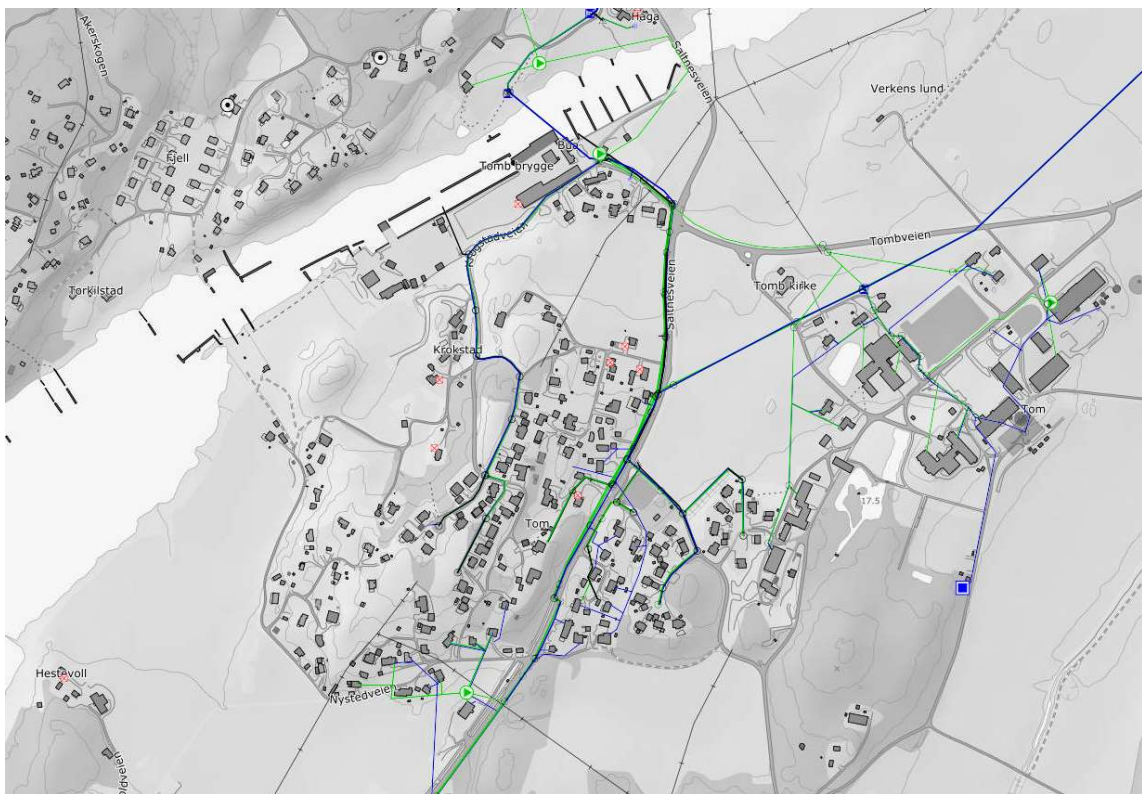 Haga
Akerskogen
Saltnesveien
Verkens lund
Bua
Fjell
Tomb brygge
Krogstadveien
Tombveien
Tomb kirke
Torkilstad
Saltnesveien
Krokstad
Tom
17.5
Tom
Hestevoll
Nystedveien